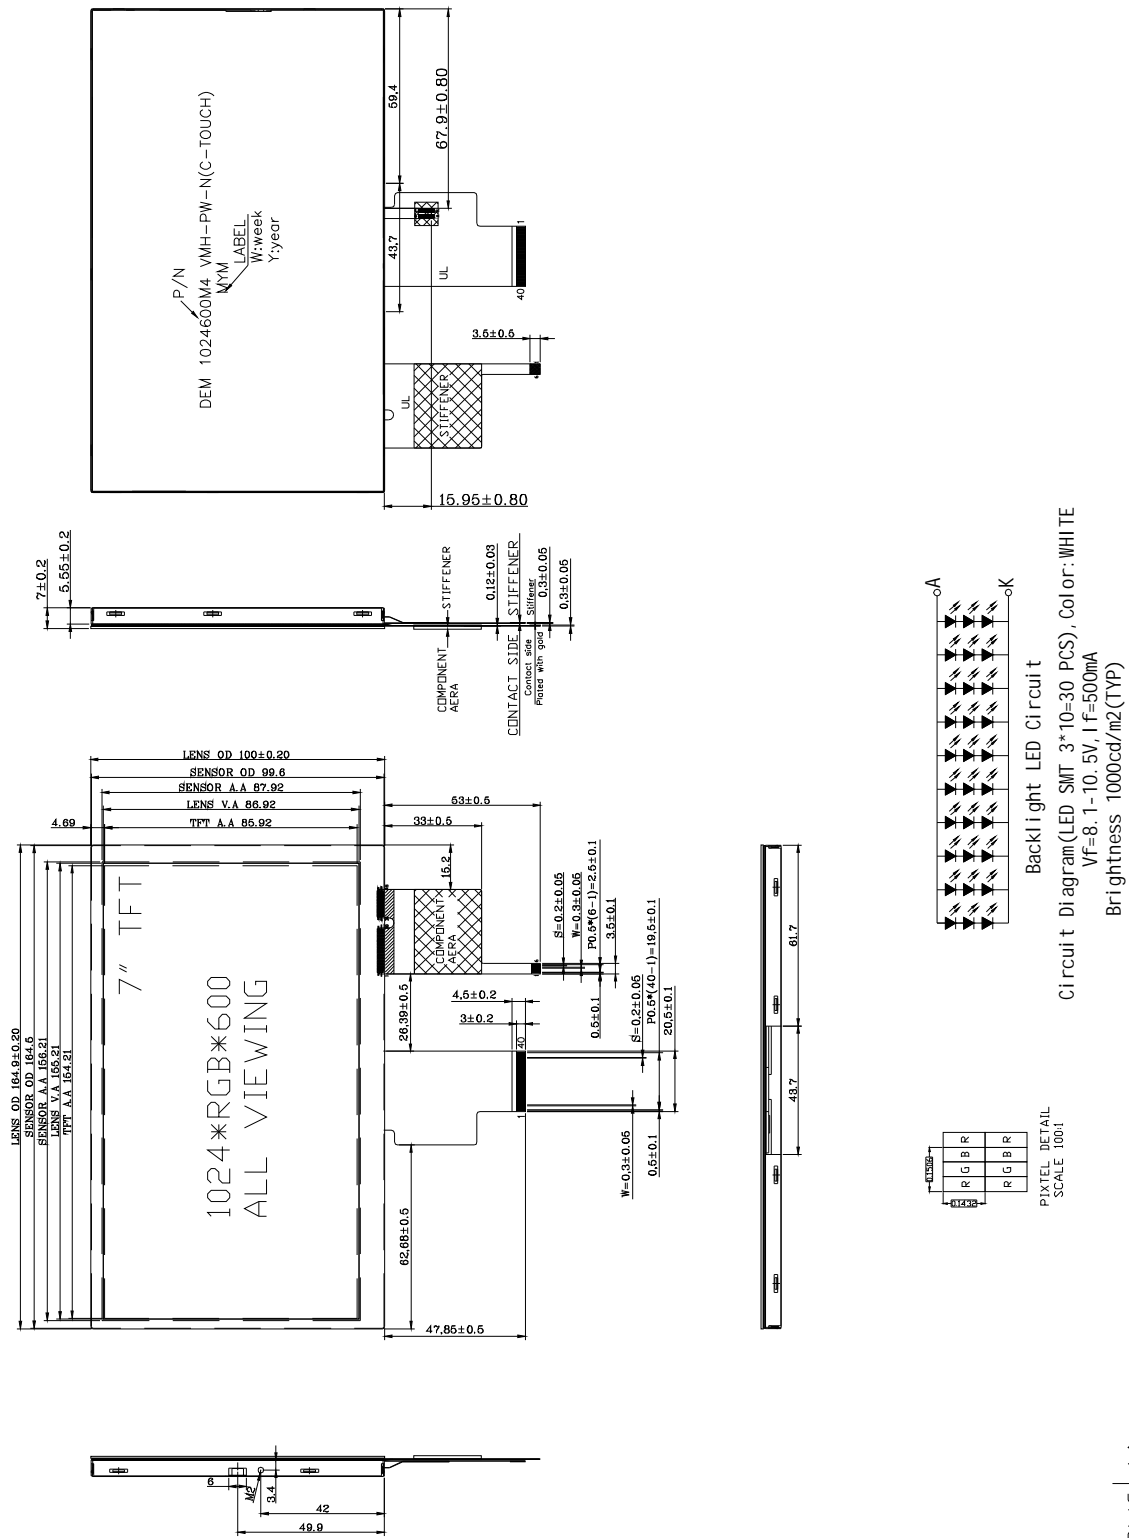 59.4
67.9±0.80
43.7
P/N
DEM 1024600M4 VMH-PW-N(C-TOUCH)
MYM
LABEL
W:week
Y:year
UL
1
40
3.5±0.5
UL
STIFFENER
15.95±0.80
7±0.2
5.55±0.2
STIFFENER
COMPONENT
AERA
0.12±0.03
CONTACT SIDE
STIFFENER
Contact side
Plated with gold
Stiffener
0.3±0.05
0.3±0.05
A
K
Backlight LED Circuit
Circuit Diagram(LED SMT 3*10=30 PCS), Color:WHITE
Vf=8.1-10.5V,If=500mA
Brightness 1000cd/m2(TYP)
LENS OD 100±0.20
SENSOR OD 99.6
SENSOR A.A 87.92
LENS V.A 86.92
TFT A.A 85.92
4.69
53±0.5
33±0.5
15.2
LENS OD 164.9±0.20
SENSOR OD 164.5
SENSOR A.A 156.21
LENS V.A 155.21
TFT A.A 154.21
7" TFT
1024*RGB*600
ALL VIEWING
COMPONENT
AERA
S=0.2±0.05
W=0.3±0.05
P0.5*(6-1)=2.5±0.1
3.5±0.1
0.5±0.1
26.39±0.5
4.5±0.2
3±0.2
40
1
S=0.2±0.05
P0.5*(40-1)=19.5±0.1
20.5±0.1
W=0.3±0.05
0.5±0.1
62.68±0.5
47.85±0.5
61.7
43.7
R G B R
R G B R
0.1432
PIXTEL DETAIL
SCALE 100:1
6
M2
3.4
42
49.9